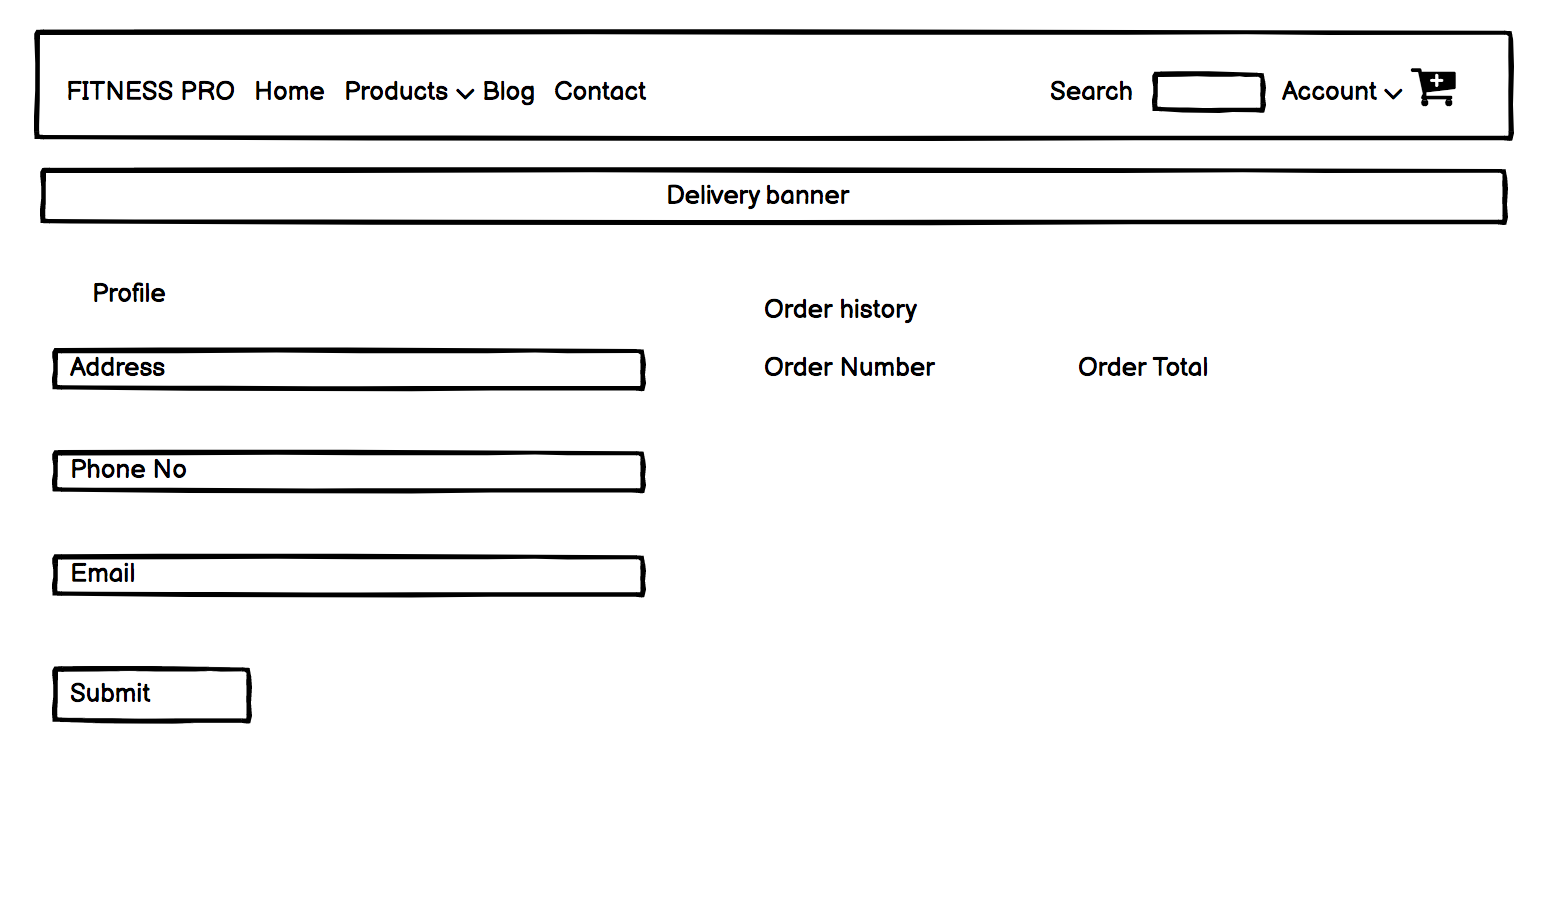 FITNESS PRO Home Products Blog Contact Search Account
Delivery banner
Profile
Address
Phone No
Email
Submit
Order history
Order Number Order Total